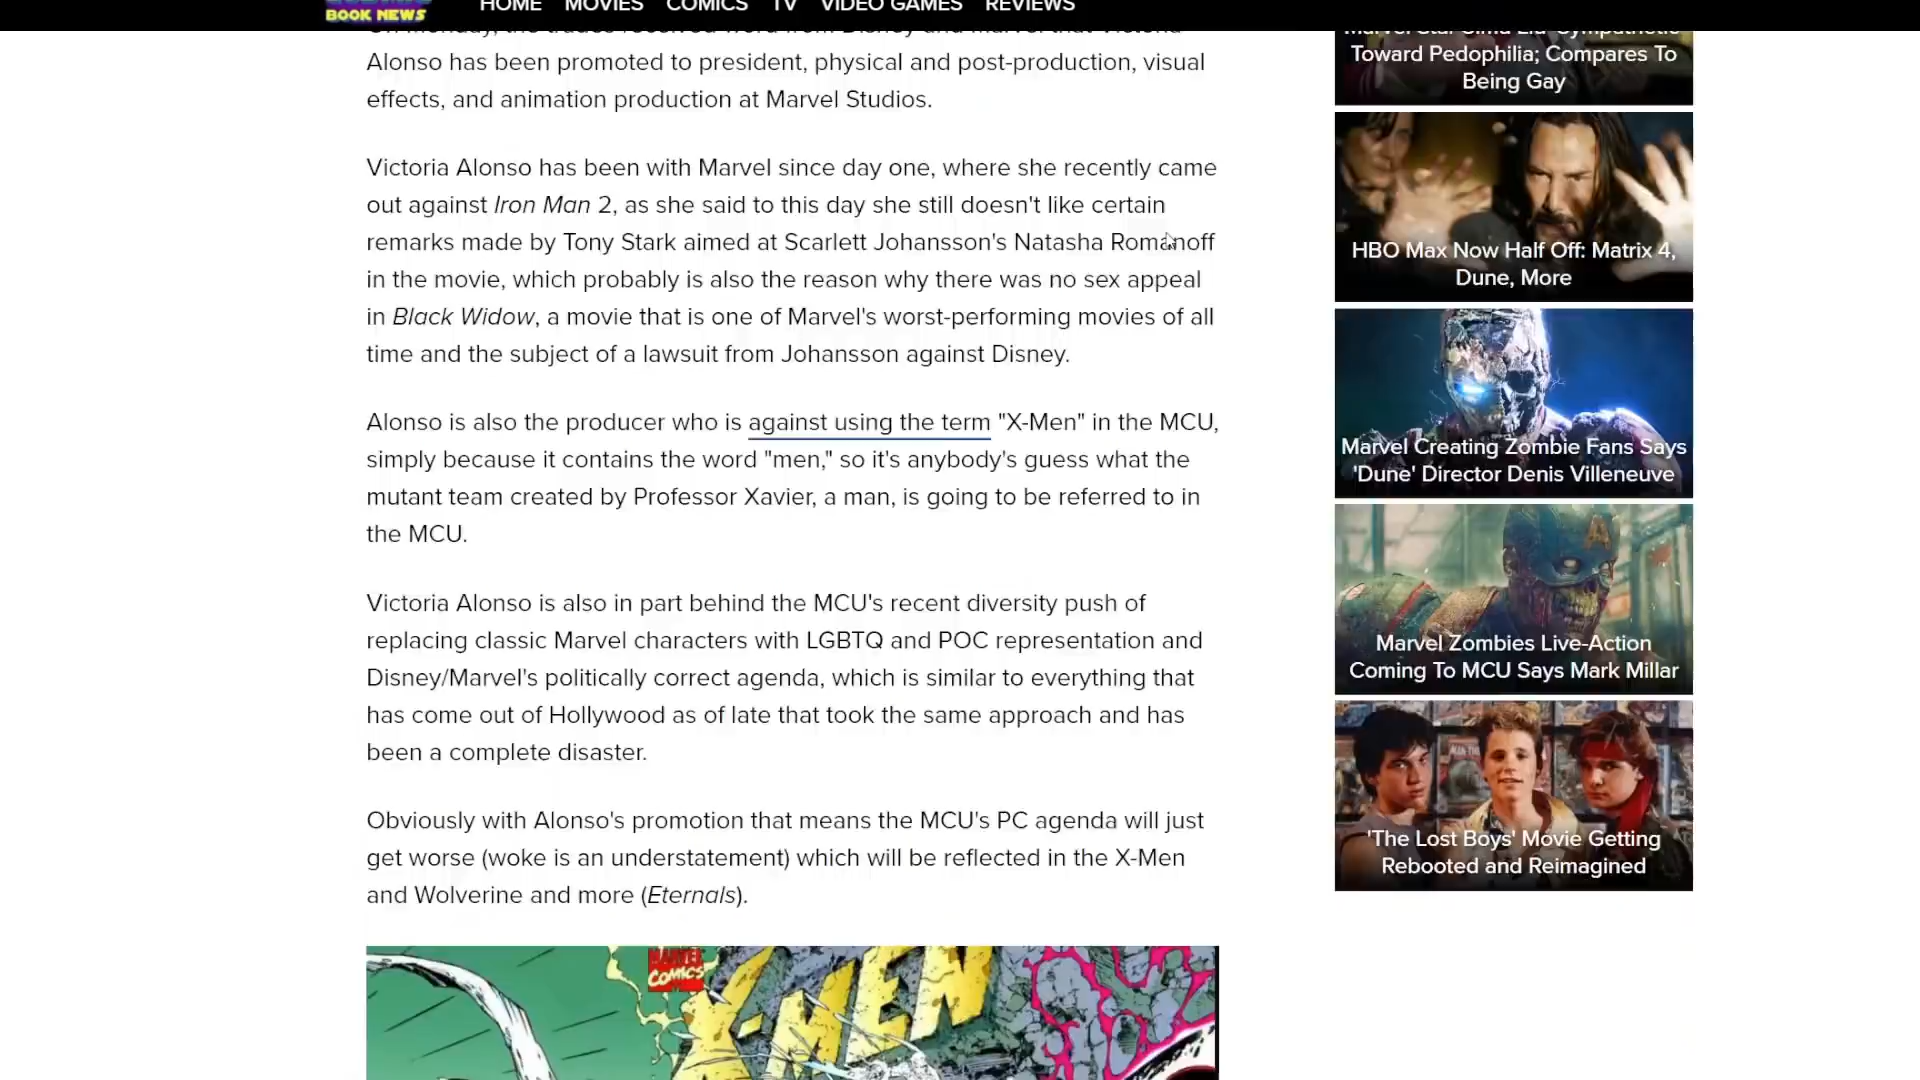 BOOK NEWS
HOME MOVIES COMICS TV VIDEO GAMES REVIEWS
On Monday, the trades received word from Disney and Marvel that Victoria
Alonso has been promoted to president, physical and post-production, visual
effects, and animation production at Marvel Studios.
Victoria Alonso has been with Marvel since day one, where she recently came
out against Iron Man 2, as she said to this day she still doesn't like certain
remarks made by Tony Stark aimed at Scarlett Johansson's Natasha Romanoff
in the movie, which probably is also the reason why there was no sex appeal
in Black Widow, a movie that is one of Marvel's worst-performing movies of all
time and the subject of a lawsuit from Johansson against Disney.
Alonso is also the producer who is against using the term "X-Men" in the MCU,
simply because it contains the word "men," so it's anybody's guess what the
mutant team created by Professor Xavier, a man, is going to be referred to in
the MCU.
Victoria Alonso is also in part behind the MCU's recent diversity push of
replacing classic Marvel characters with LGBTQ and POC representation and
Disney/Marvel's politically correct agenda, which is similar to everything that
has come out of Hollywood as of late that took the same approach and has
been a complete disaster.
Obviously with Alonso's promotion that means the MCU's PC agenda will just
get worse (woke is an understatement) which will be reflected in the X-Men
and Wolverine and more (Eternals).
MARVEL
COMICS
X-MEN
Marvel Star Simu Liu 'Sympathetic'
Toward Pedophilia; Compares To
Being Gay
HBO Max Now Half Off: Matrix 4,
Dune, More
Marvel Creating Zombie Fans Says
'Dune' Director Denis Villeneuve
A
Marvel Zombies Live-Action
Coming To MCU Says Mark Millar
'The Lost Boys' Movie Getting
Rebooted and Reimagined